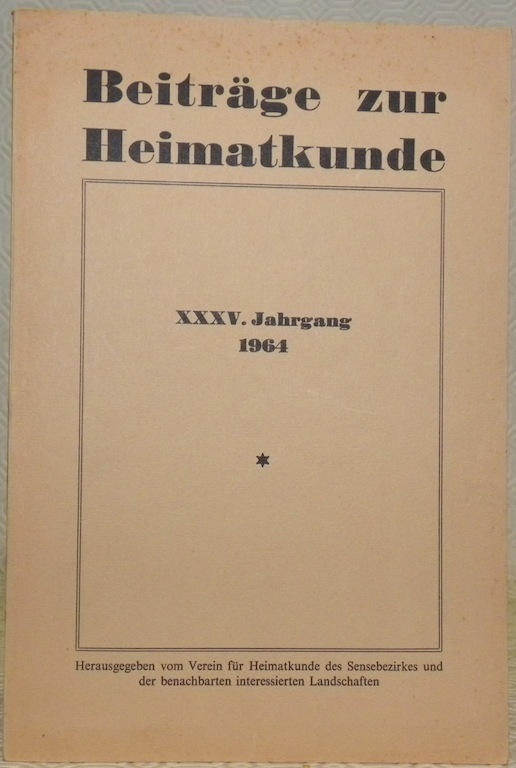 Beiträge zur
Heimatkunde
XXXV. Jahrgang
1964
Herausgegeben vom Verein für Heimatkunde des Sensebezirkes und
der benachbarten interessierten Landschaften